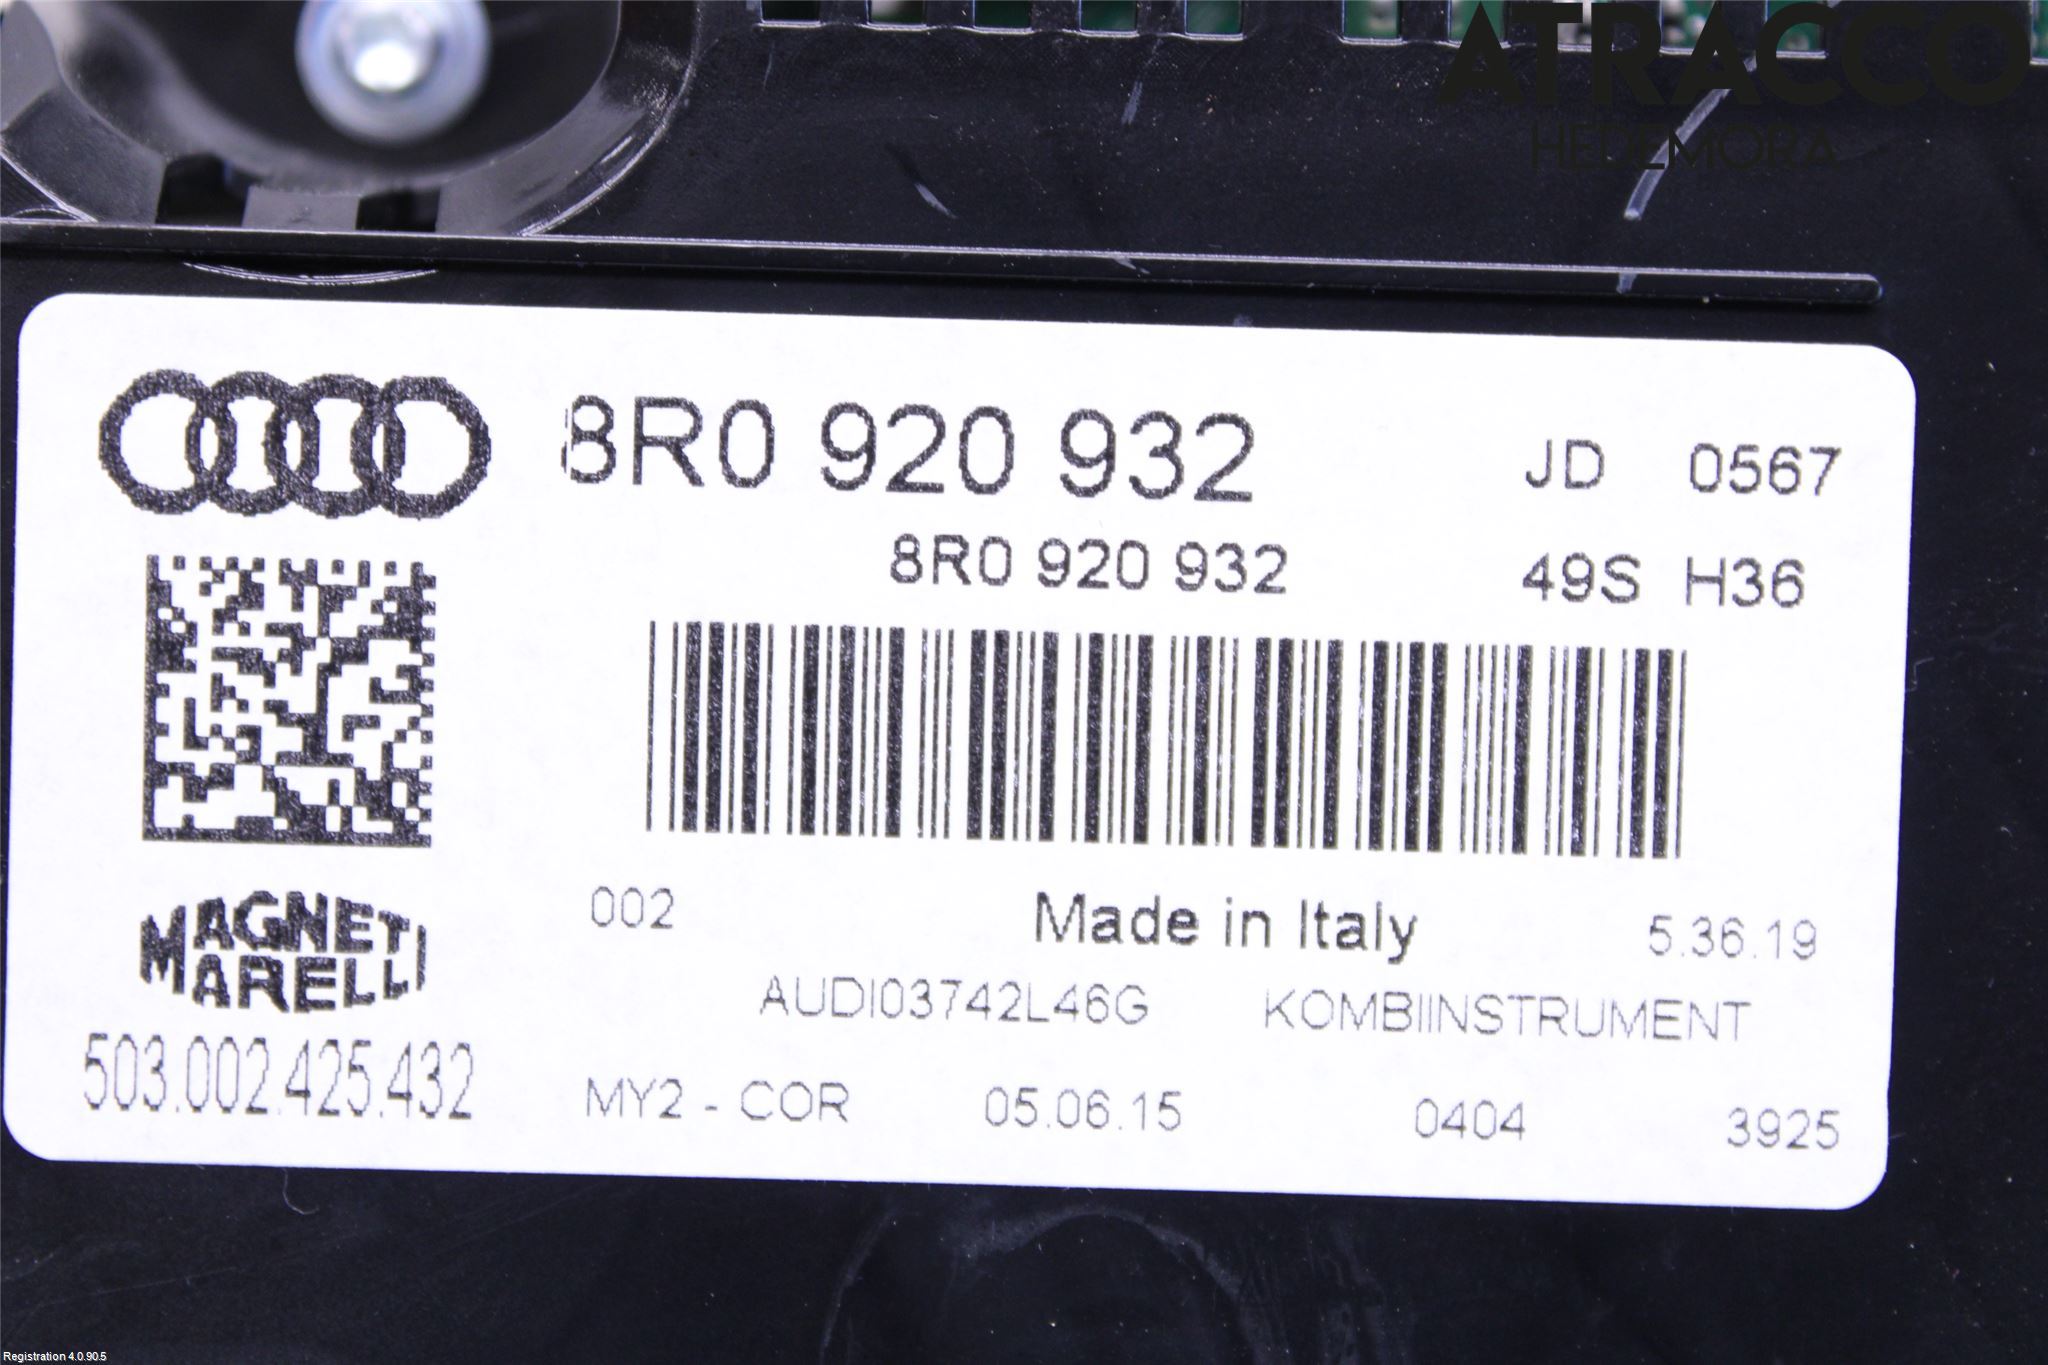 ATRACCO
HEDEMORA
8R0 920 932 JD 0567
8R0 920 932 49S H36
002 Made in Italy 5.36.19
MAGNETI
MARELLI
AUDI03742L46G KOMBIINSTRUMENT
503.002.425.432
MY2 - COR 05.06.15 0404 3925
Registration 4.0.90.5